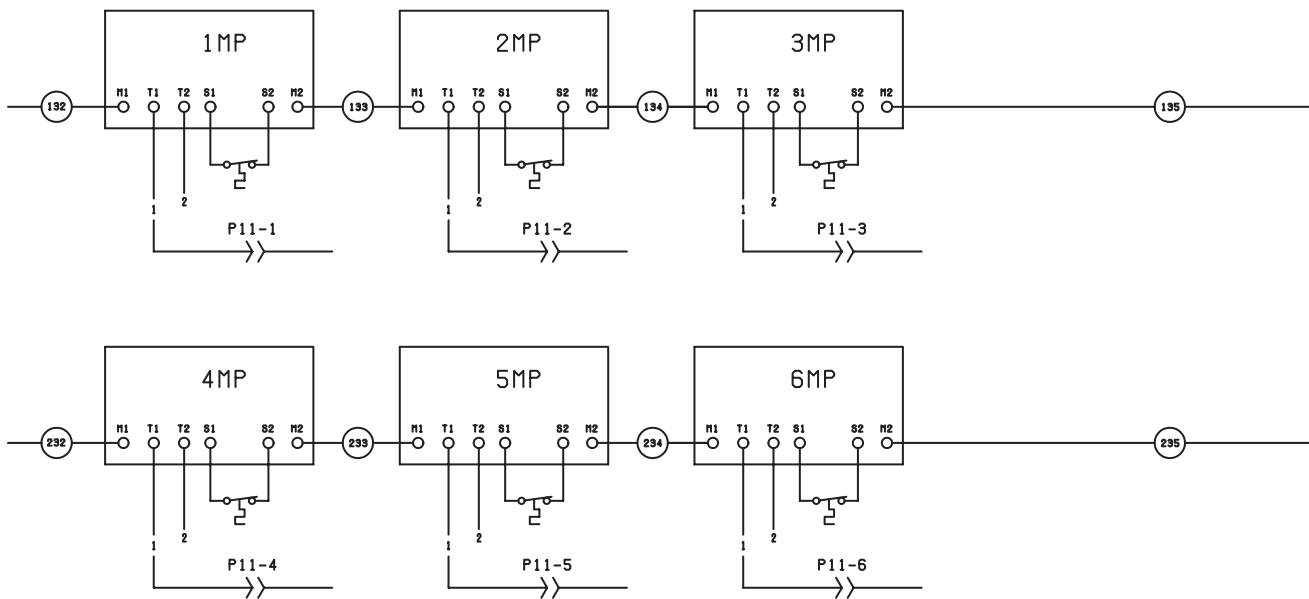 1MP 2MP 3MP
M1 T1 T2 S1 S2 M2 M1 T1 T2 S1 S2 M2 M1 T1 T2 S1 S2 M2
132 133 134 135
2 2 2
1 1 1
P11-1 P11-2 P11-3
4MP 5MP 6MP
M1 T1 T2 S1 S2 M2 M1 T1 T2 S1 S2 M2 M1 T1 T2 S1 S2 M2
232 233 234 235
2 2 2
1 1 1
P11-4 P11-5 P11-6